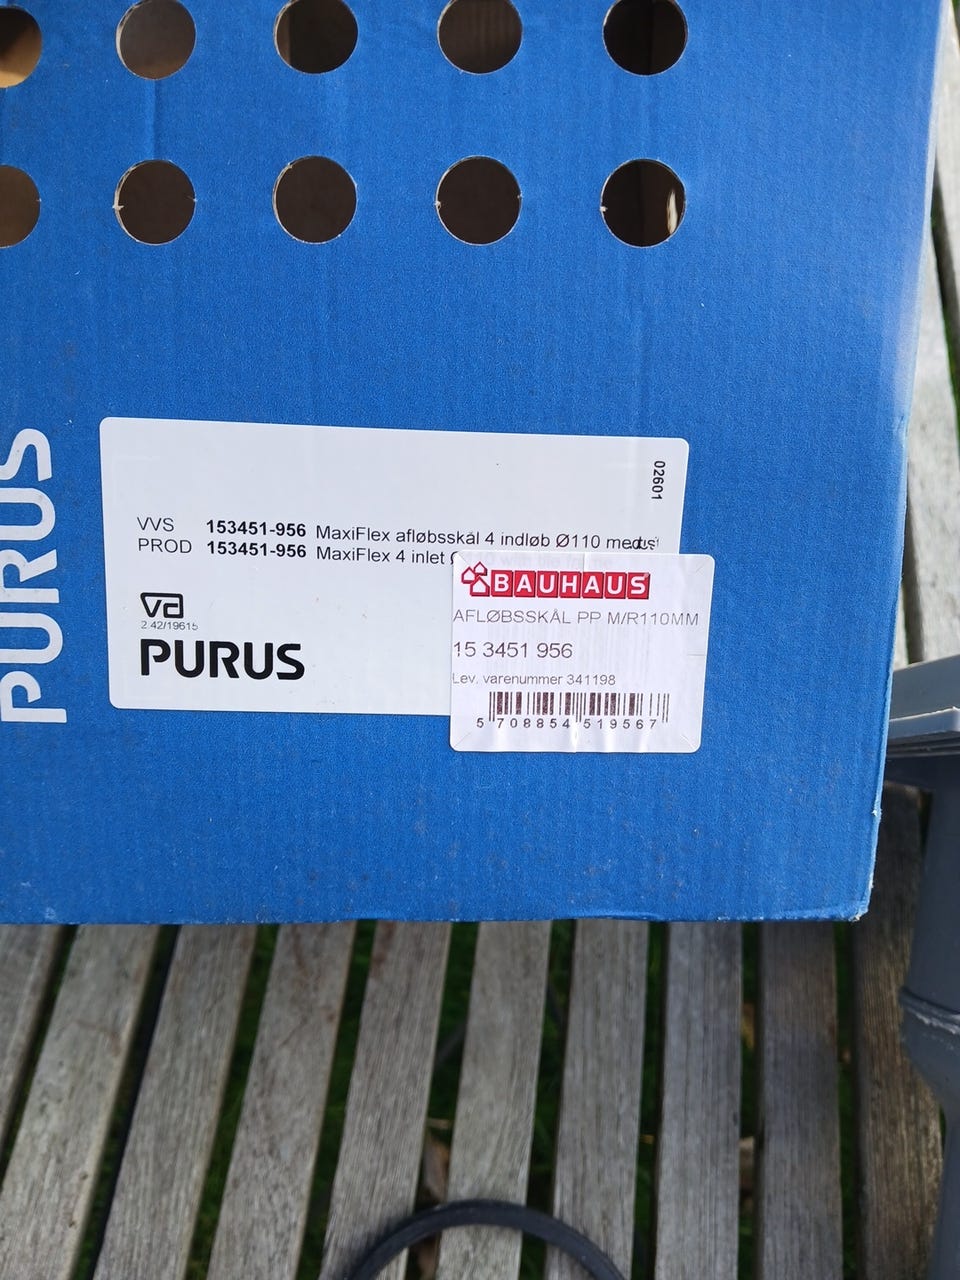 PURUS
02601
VVS 153451-956 MaxiFlex afløbsskål 4 indløb Ø110
PROD 153451-956 MaxiFlex 4 inlet
va
2.42/19615
PURUS
BAUHAUS
AFLØBSSKÅL PP M/R110MM
15 3451 956
Lev. varenummer 341198
5 708854 519567